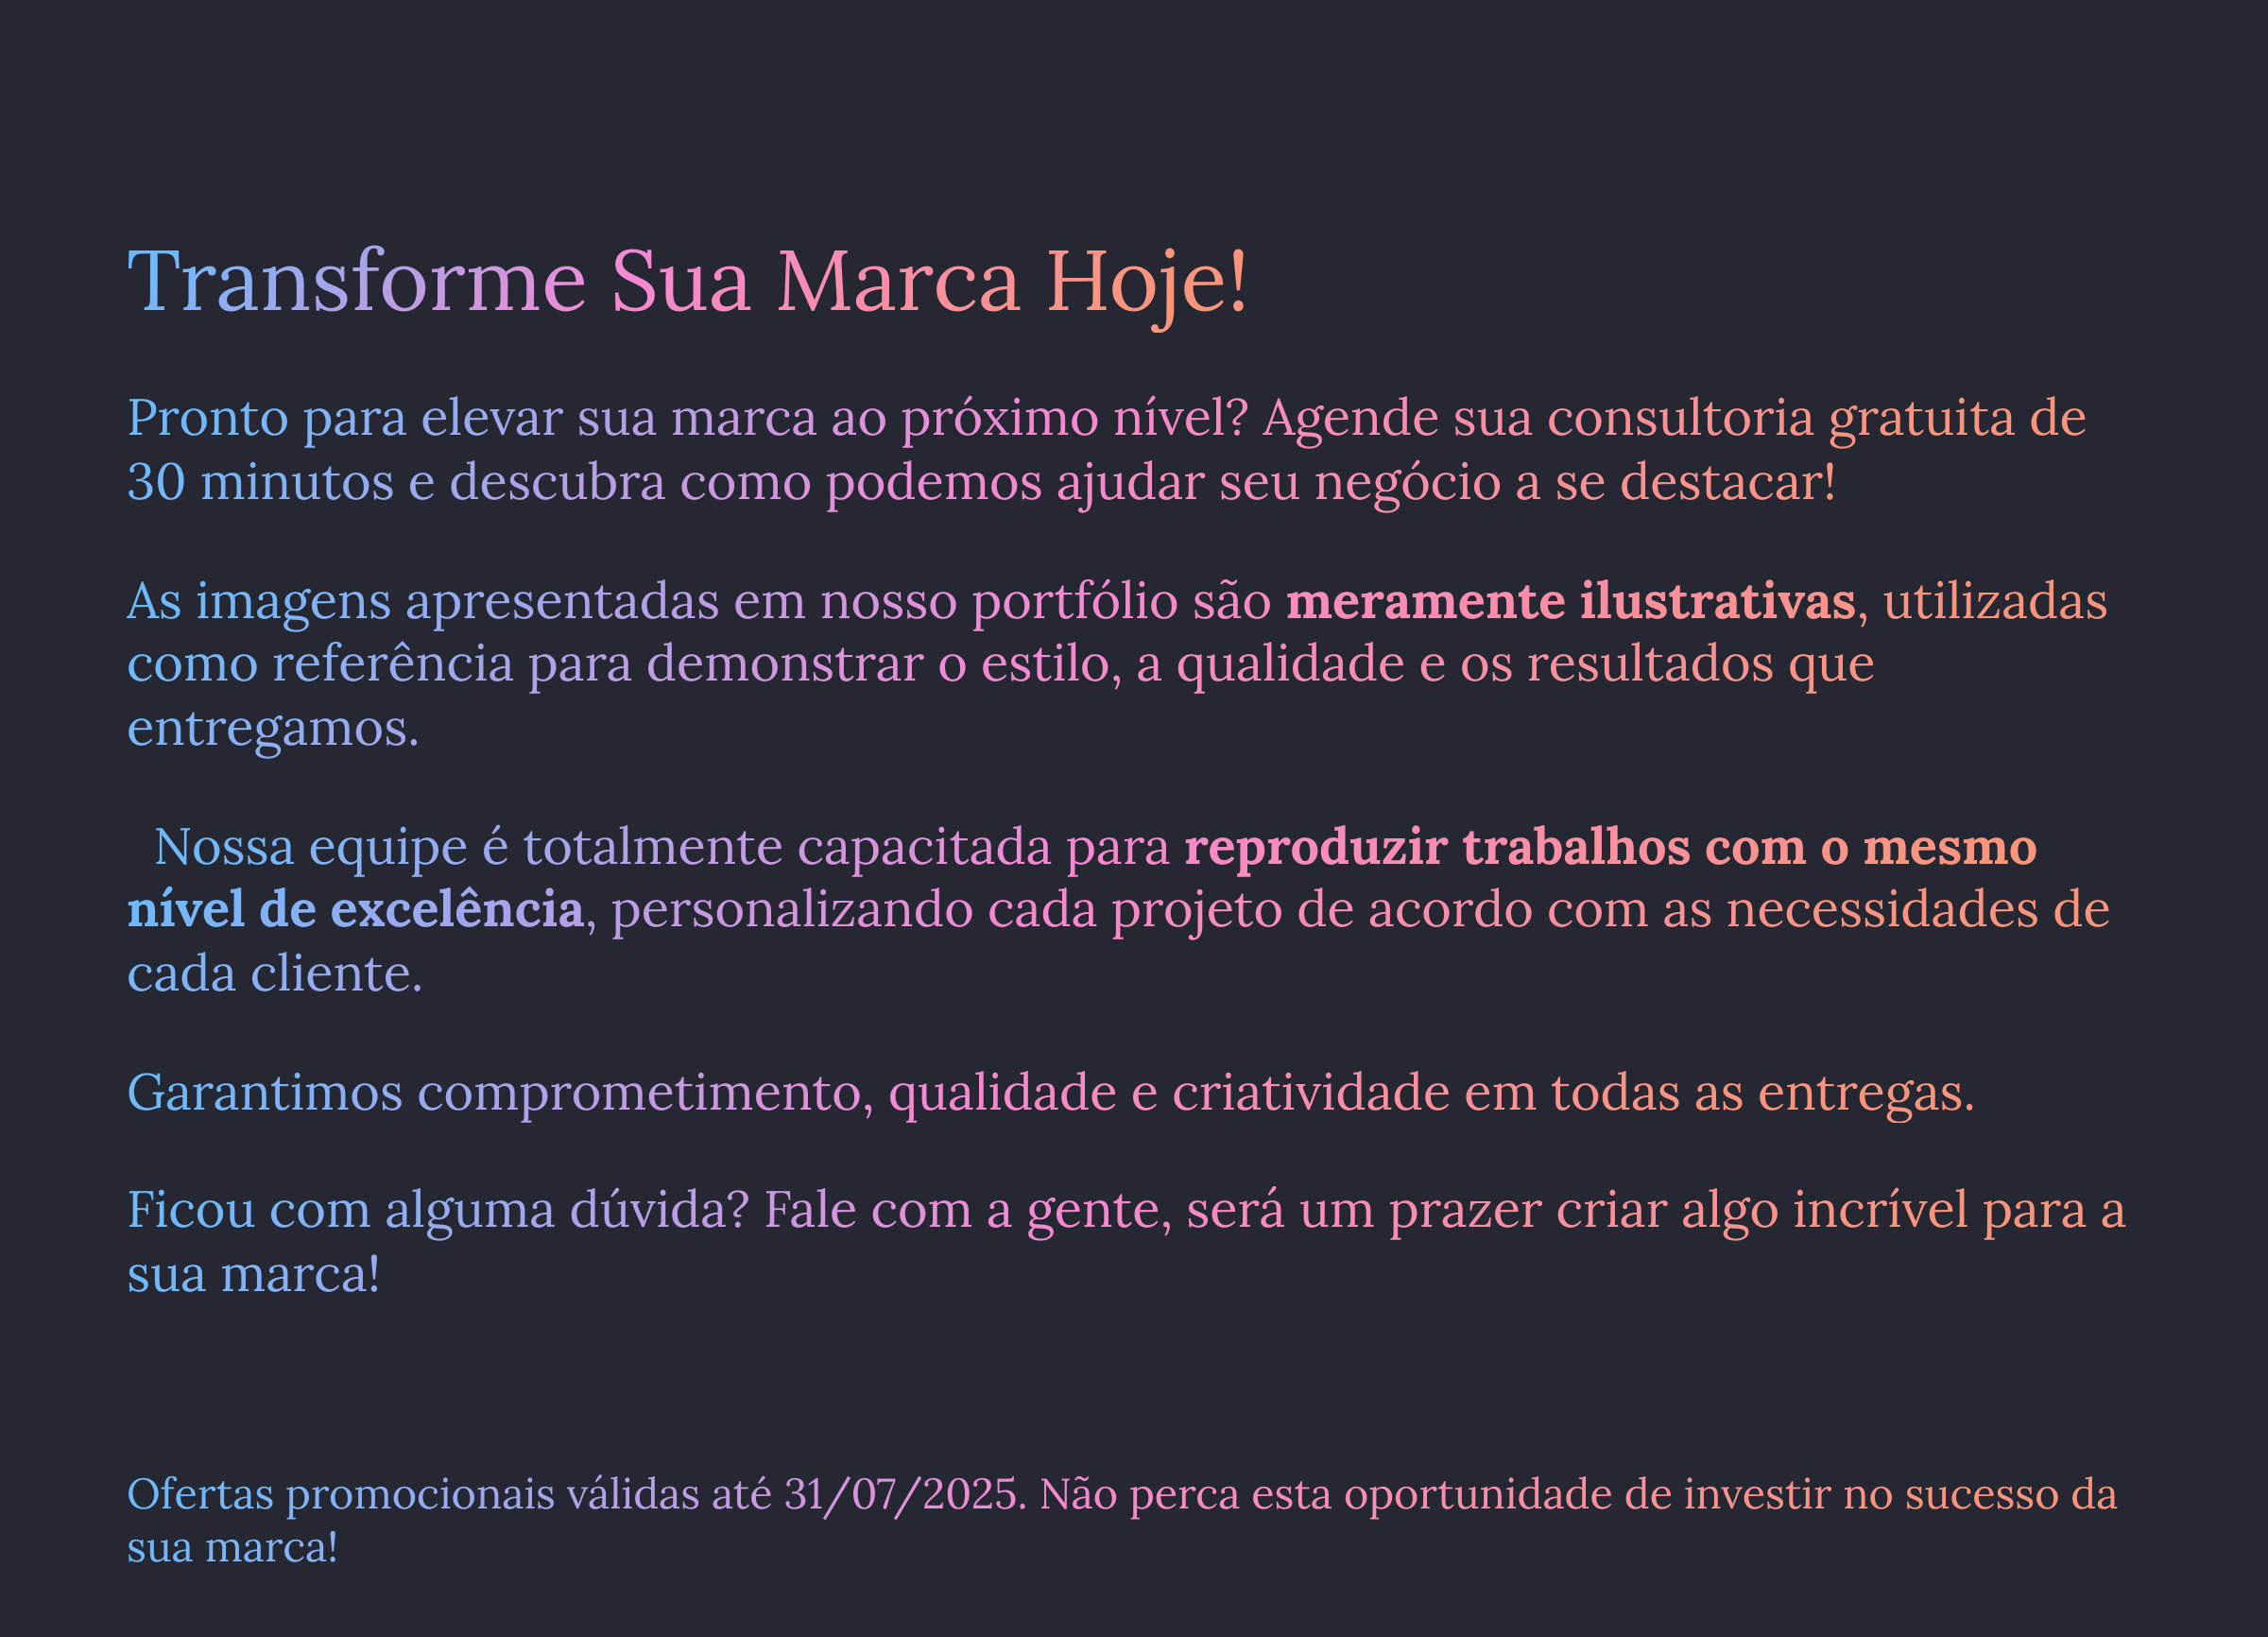 Transforme Sua Marca Hoje!
Pronto para elevar sua marca ao próximo nível? Agende sua consultoria gratuita de
30 minutos e descubra como podemos ajudar seu negócio a se destacar!
As imagens apresentadas em nosso portfólio são meramente ilustrativas, utilizadas
como referência para demonstrar o estilo, a qualidade e os resultados que
entregamos.
Nossa equipe é totalmente capacitada para reproduzir trabalhos com o mesmo
nível de excelência, personalizando cada projeto de acordo com as necessidades de
cada cliente.
Garantimos comprometimento, qualidade e criatividade em todas as entregas.
Ficou com alguma dúvida? Fale com a gente, será um prazer criar algo incrível para a
sua marca!
Ofertas promocionais válidas até 31/07/2025. Não perca esta oportunidade de investir no sucesso da
sua marca!